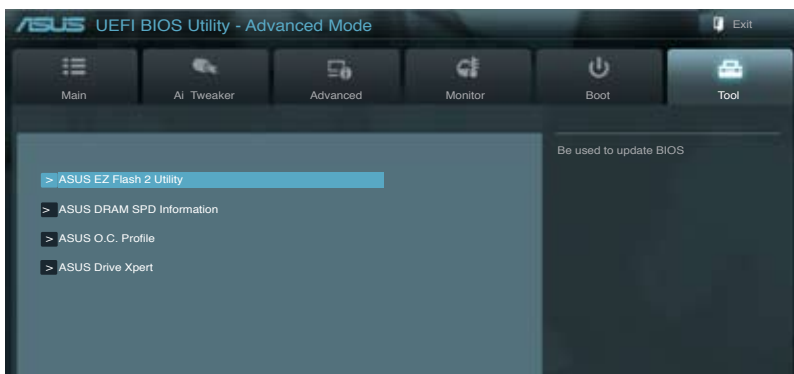 ASUS UEFI BIOS Utility - Advanced Mode
Exit
Main
Ai Tweaker
Advanced
Monitor
Boot
Tool
Be used to update BIOS
> ASUS EZ Flash 2 Utility
> ASUS DRAM SPD Information
> ASUS O.C. Profile
> ASUS Drive Xpert